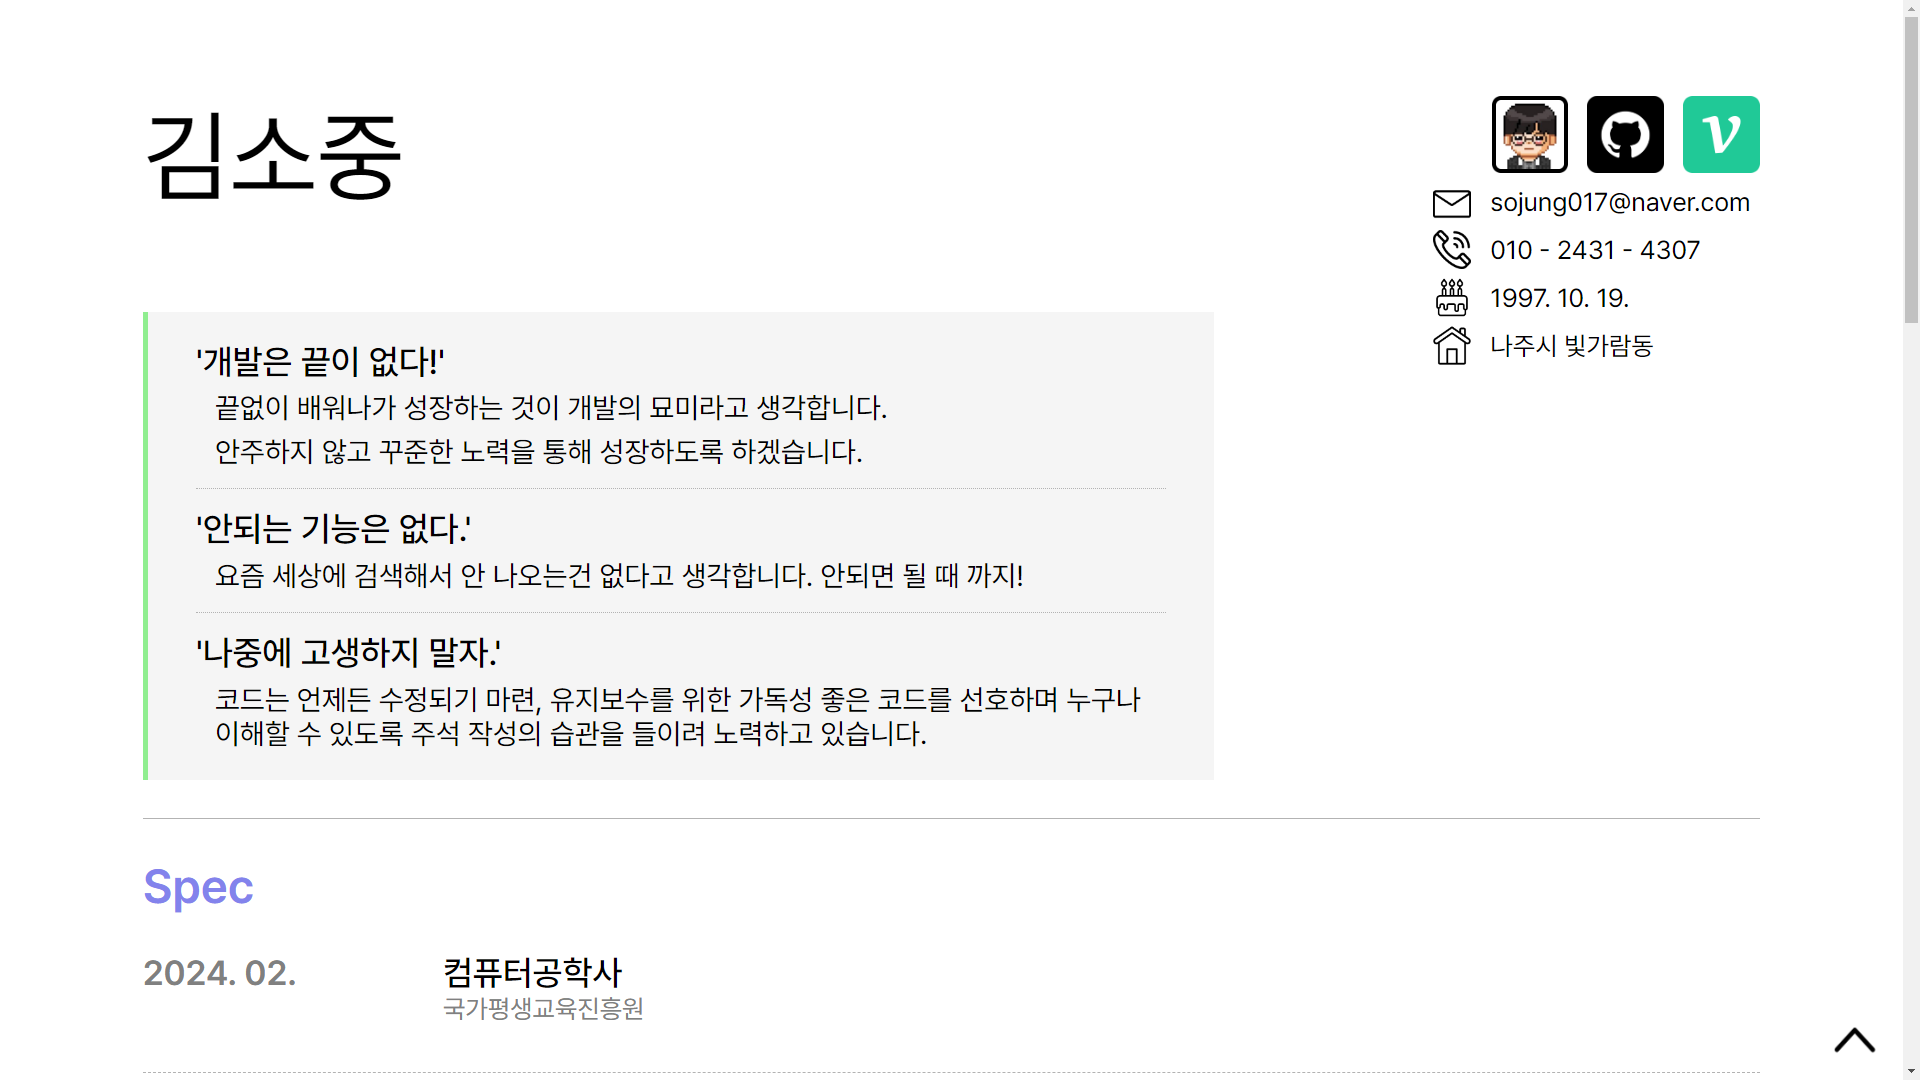 김소중
v
sojung017@naver.com
010 - 2431 - 4307
1997. 10. 19.
나주시 빛가람동
'개발은 끝이 없다!'
끝없이 배워나가 성장하는 것이 개발의 묘미라고 생각합니다.
안주하지 않고 꾸준한 노력을 통해 성장하도록 하겠습니다.
'안되는 기능은 없다.'
요즘 세상에 검색해서 안 나오는건 없다고 생각합니다. 안되면 될 때 까지!
'나중에 고생하지 말자.'
코드는 언제든 수정되기 마련, 유지보수를 위한 가독성 좋은 코드를 선호하며 누구나
이해할 수 있도록 주석 작성의 습관을 들이려 노력하고 있습니다.
Spec
2024. 02.
컴퓨터공학사
국가평생교육진흥원